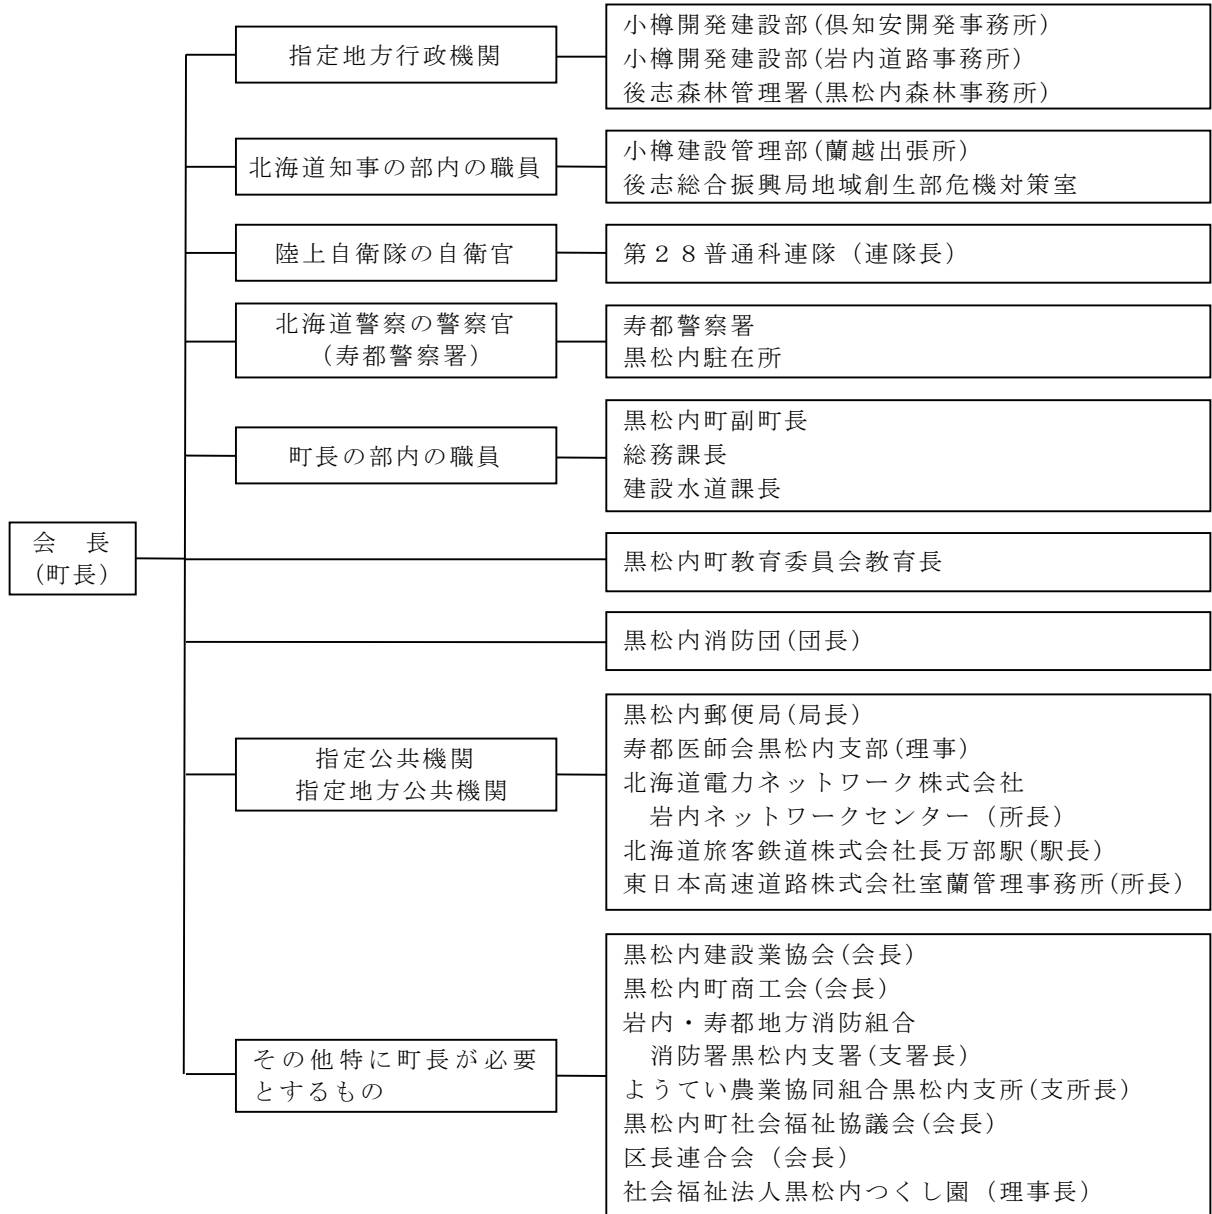 指定地方行政機関
小樽開発建設部(倶知安開発事務所)
小樽開発建設部(岩内道路事務所)
後志森林管理署(黒松内森林事務所)
北海道知事の部内の職員
小樽建設管理部(蘭越出張所)
後志総合振興局地域創生部危機対策室
陸上自衛隊の自衛官
第28普通科連隊（連隊長）
北海道警察の警察官
(寿都警察署)
寿都警察署
黒松内駐在所
町長の部内の職員
黒松内町副町長
総務課長
建設水道課長
会　長
(町長)
黒松内町教育委員会教育長
黒松内消防団(団長)
指定公共機関
指定地方公共機関
黒松内郵便局(局長)
寿都医師会黒松内支部(理事)
北海道電力ネットワーク株式会社
岩内ネットワークセンター（所長）
北海道旅客鉄道株式会社長万部駅(駅長)
東日本高速道路株式会社室蘭管理事務所(所長)
その他特に町長が必要
とするもの
黒松内建設業協会(会長)
黒松内町商工会(会長)
岩内・寿都地方消防組合
消防署黒松内支署(支署長)
ようてい農業協同組合黒松内支所(支所長)
黒松内町社会福祉協議会(会長)
区長連合会（会長）
社会福祉法人黒松内つくし園（理事長）